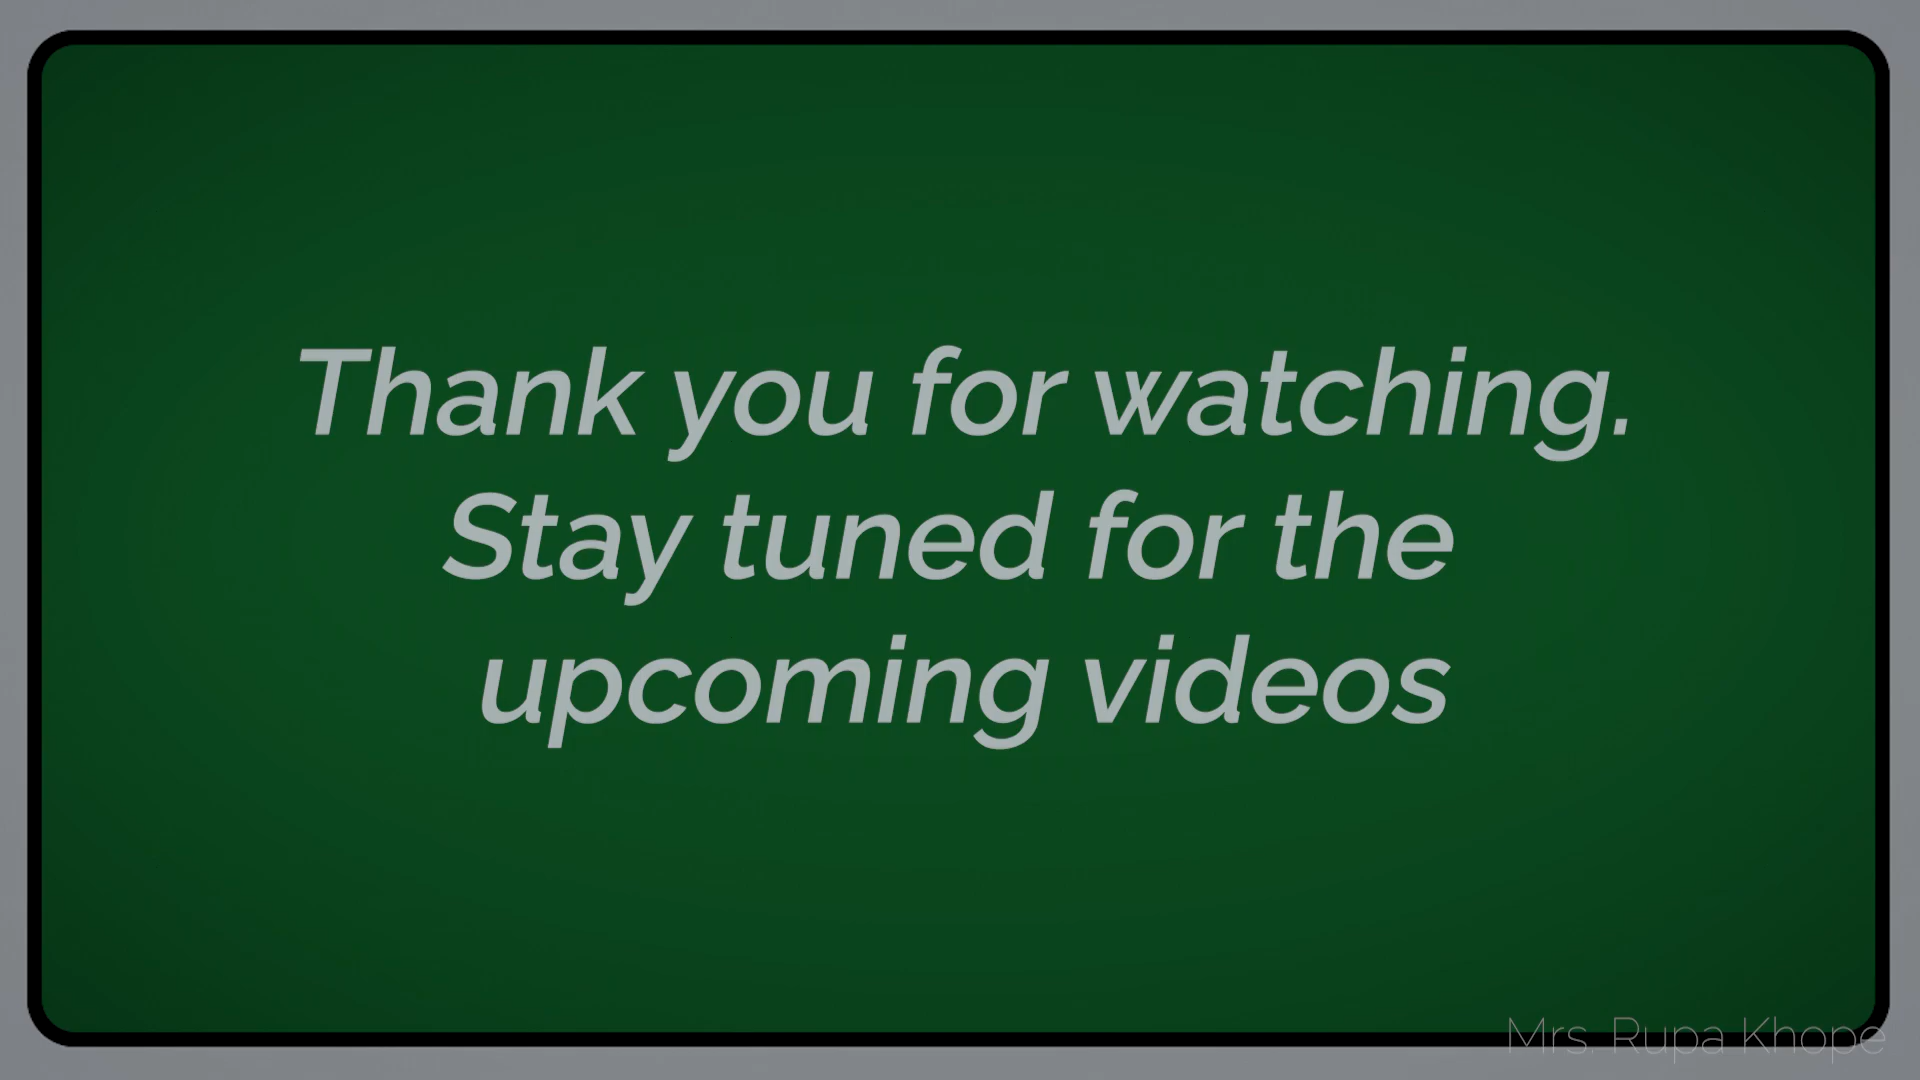 Thank you for watching.
Stay tuned for the
upcoming videos
Mrs. Rupa Khope